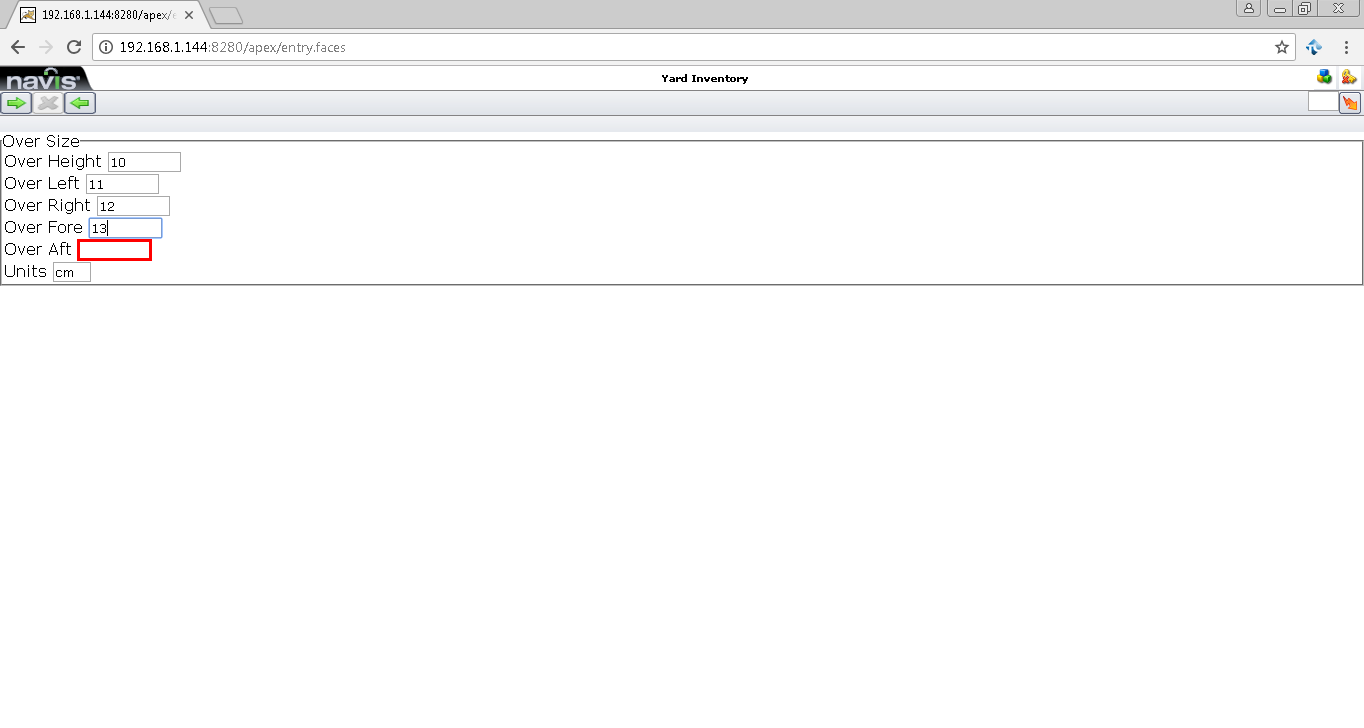 192.168.1.144:8280/apex/e
192.168.1.144:8280/apex/entry.faces
navis
Yard Inventory
Over Size
Over Height 10
Over Left 11
Over Right 12
Over Fore 13
Over Aft
Units cm